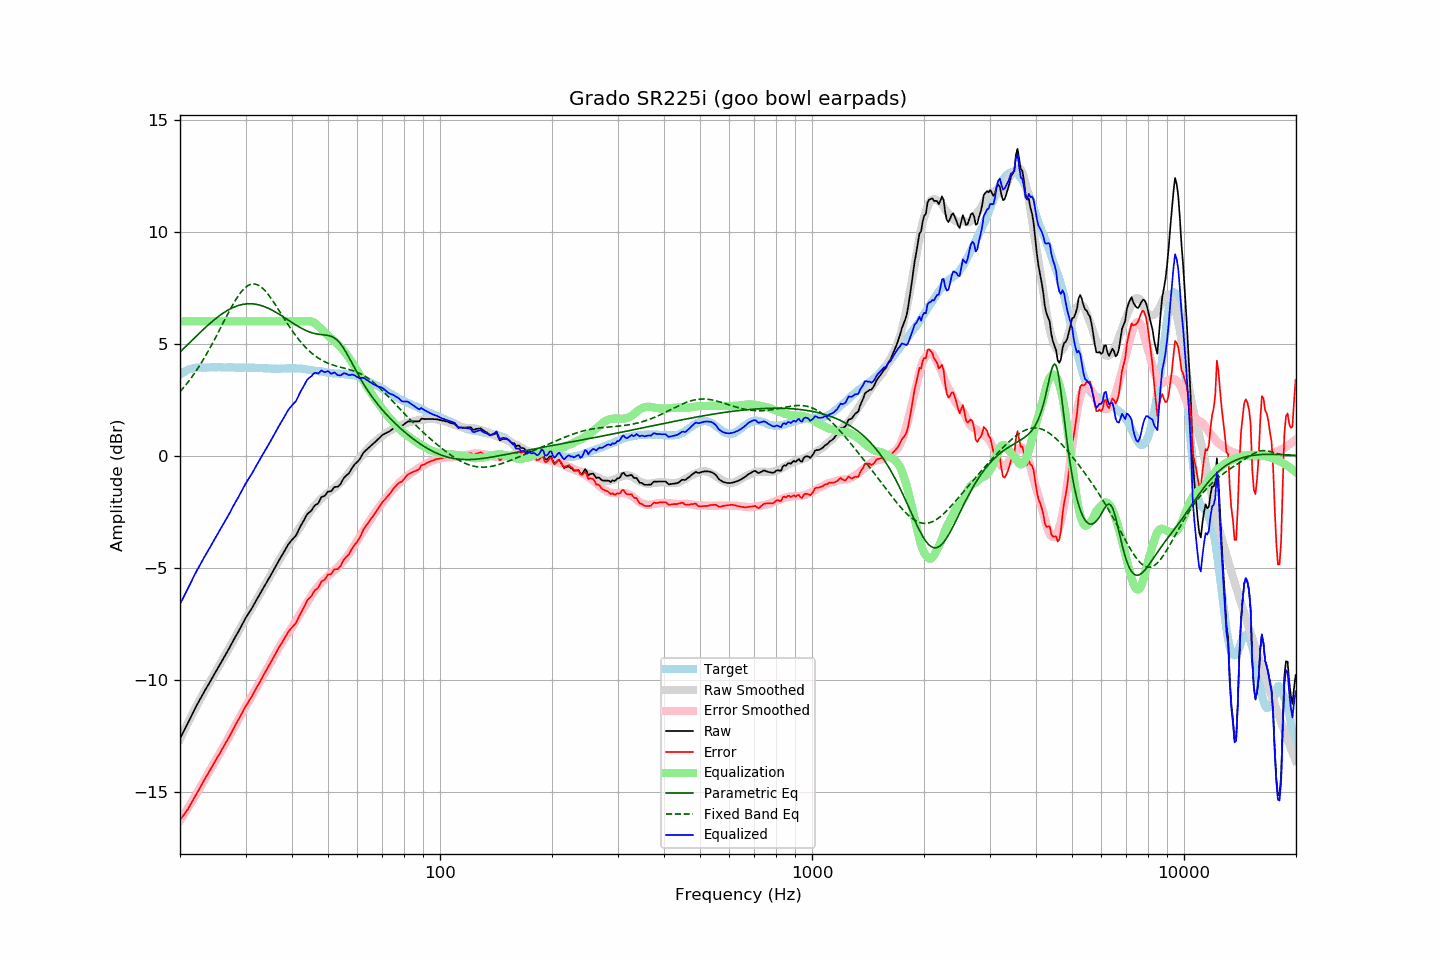 Grado SR225i (goo bowl earpads)
15
10
5
0
−5
−10
−15
Amplitude (dBr)
100
1000
10000
Frequency (Hz)
Target
Raw Smoothed
Error Smoothed
Raw
Error
Equalization
Parametric Eq
Fixed Band Eq
Equalized